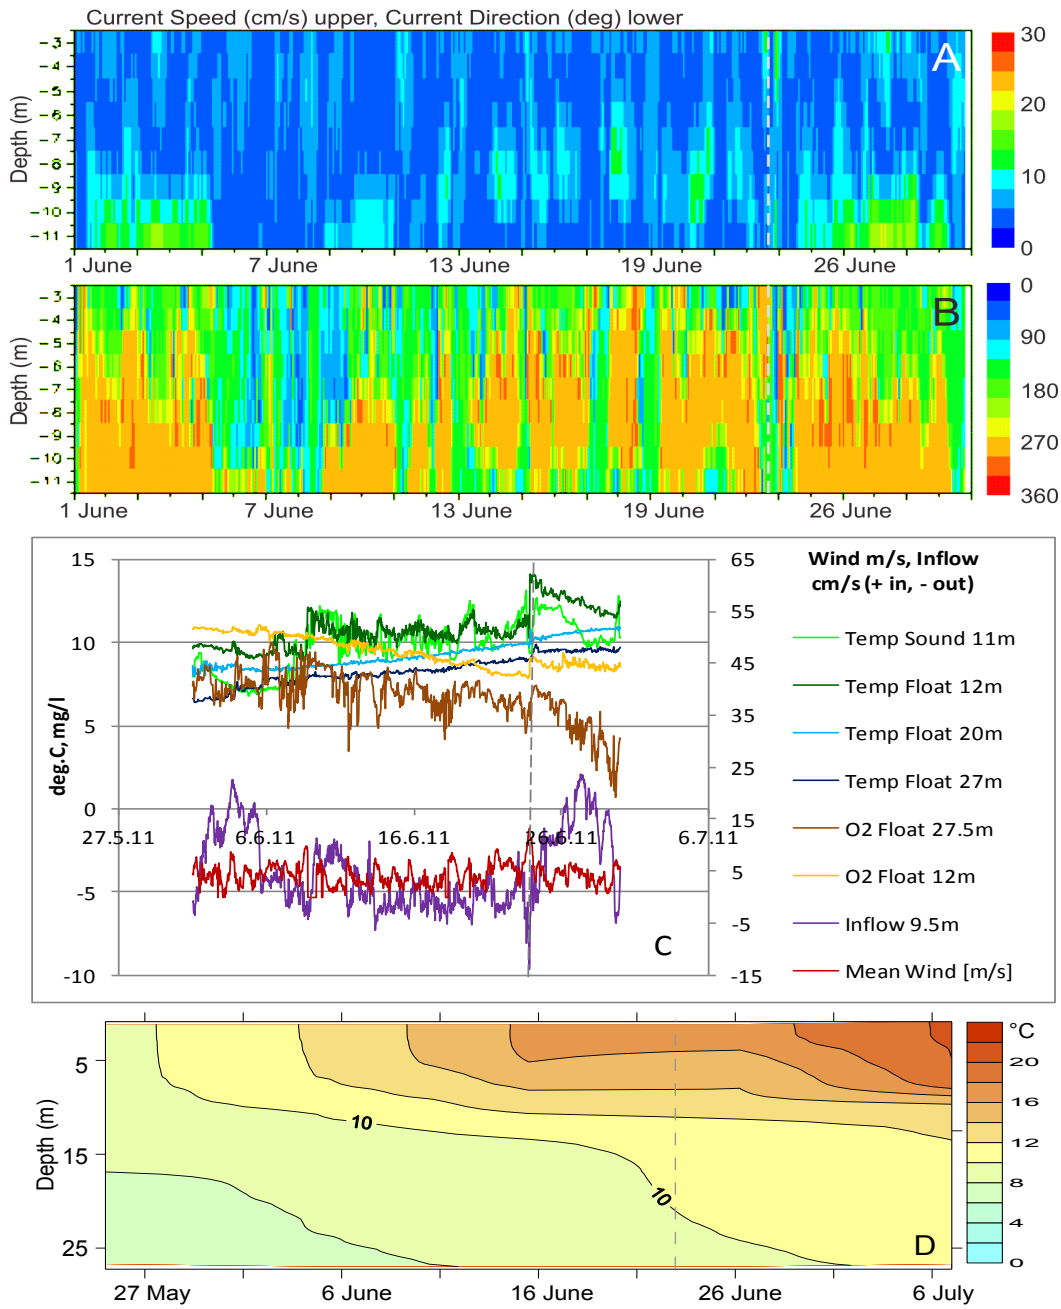 Current Speed (cm/s) upper, Current Direction (deg) lower
A
Depth (m)
-3
-4
-5
-6
-7
-8
-9
-10
-11
1 June
7 June
13 June
19 June
26 June
30
20
10
0
B
Depth (m)
-3
-4
-5
-6
-7
-8
-9
-10
-11
1 June
7 June
13 June
19 June
26 June
0
90
180
270
360
deg.C, mg/l
15
10
5
0
-5
-10
27.5.11
6.6.11
16.6.11
26.6.11
6.7.11
65
55
45
35
25
15
5
-5
-15
C
Wind m/s, Inflow
cm/s (+ in, - out)
Temp Sound 11m
Temp Float 12m
Temp Float 20m
Temp Float 27m
O2 Float 27.5m
O2 Float 12m
Inflow 9.5m
Mean Wind [m/s]
Depth (m)
5
15
25
10
10
D
27 May
6 June
16 June
26 June
6 July
°C
20
16
12
8
4
0